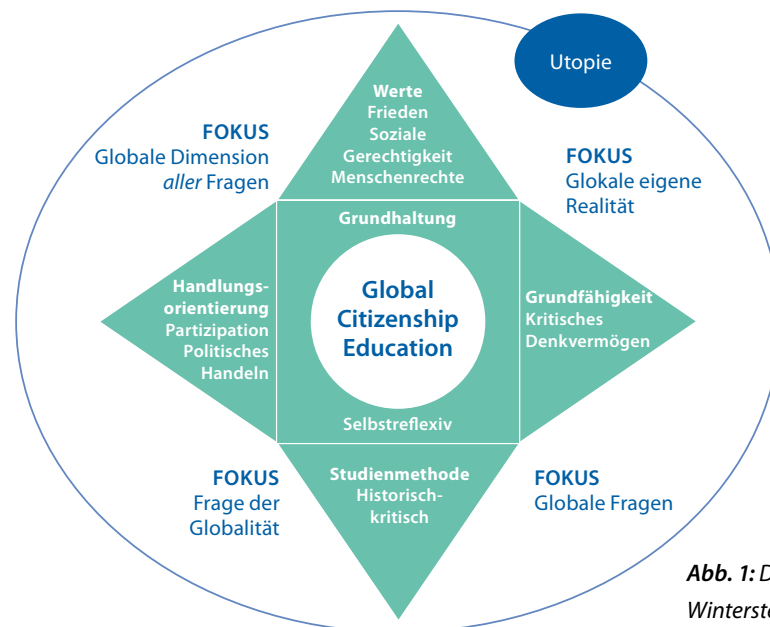 Utopie
FOKUS
Globale Dimension
aller Fragen
Werte
Frieden
Soziale
Gerechtigkeit
Menschenrechte
FOKUS
Glokale eigene
Realität
Grundhaltung
Handlungs-
orientierung
Partizipation
Politisches
Handeln
Global
Citizenship
Education
Grundfähigkeit
Kritisches
Denkvermögen
Selbstreflexiv
FOKUS
Frage der
Globalität
Studienmethode
Historisch-
kritisch
FOKUS
Globale Fragen
Abb. 1: